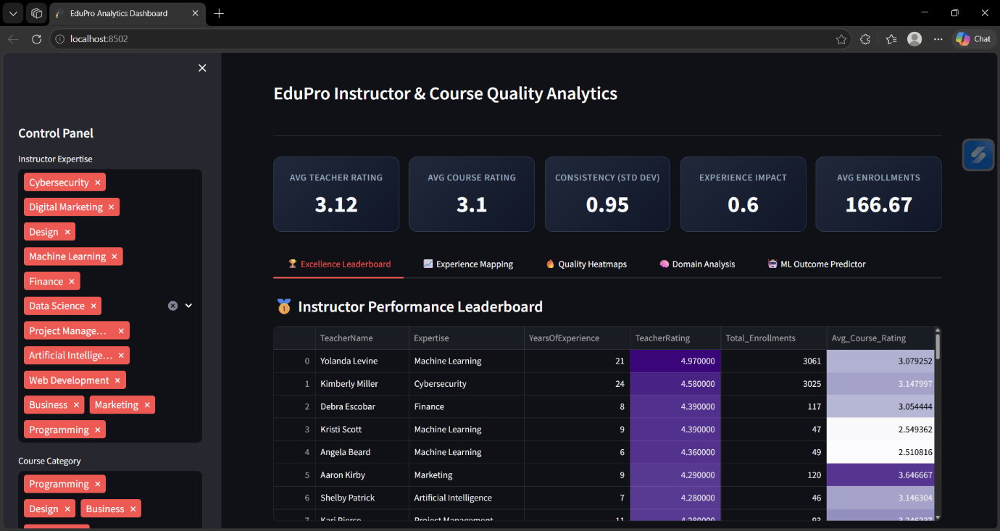 EduPro Analytics Dashboard
localhost:8502
Chat
Control Panel
Instructor Expertise
Cybersecurity
Digital Marketing
Design
Machine Learning
Finance
Data Science
Project Manage...
Artificial Intellige...
Web Development
Business Marketing
Programming
Course Category
Programming
Design Business
EduPro Instructor & Course Quality Analytics
AVG TEACHER RATING
3.12
AVG COURSE RATING
3.1
CONSISTENCY (STD DEV)
0.95
EXPERIENCE IMPACT
0.6
AVG ENROLLMENTS
166.67
Excellence Leaderboard Experience Mapping Quality Heatmaps Domain Analysis ML Outcome Predictor
1 Instructor Performance Leaderboard
TeacherName Expertise YearsOfExperience TeacherRating Total_Enrollments Avg_Course_Rating
0 Yolanda Levine Machine Learning 21 4.970000 3061 3.079252
1 Kimberly Miller Cybersecurity 24 4.580000 3025 3.147997
2 Debra Escobar Finance 8 4.390000 117 3.054444
3 Kristi Scott Machine Learning 9 4.390000 47 2.549362
4 Angela Beard Machine Learning 6 4.360000 49 2.510816
5 Aaron Kirby Marketing 9 4.290000 120 3.646667
6 Shelby Patrick Artificial Intelligence 7 4.280000 46 3.146304
7 Kari Pierce Project Management 11 4.280000 93 3.246237